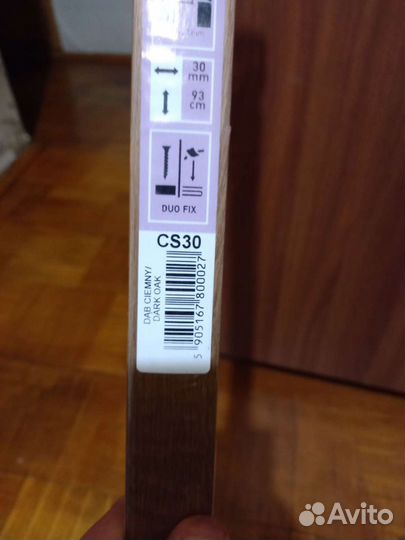 30
mm
93
cm
DUO FIX
CS30
DĄB CIEMNY/
DARK OAK
5 905167 800027
Avito